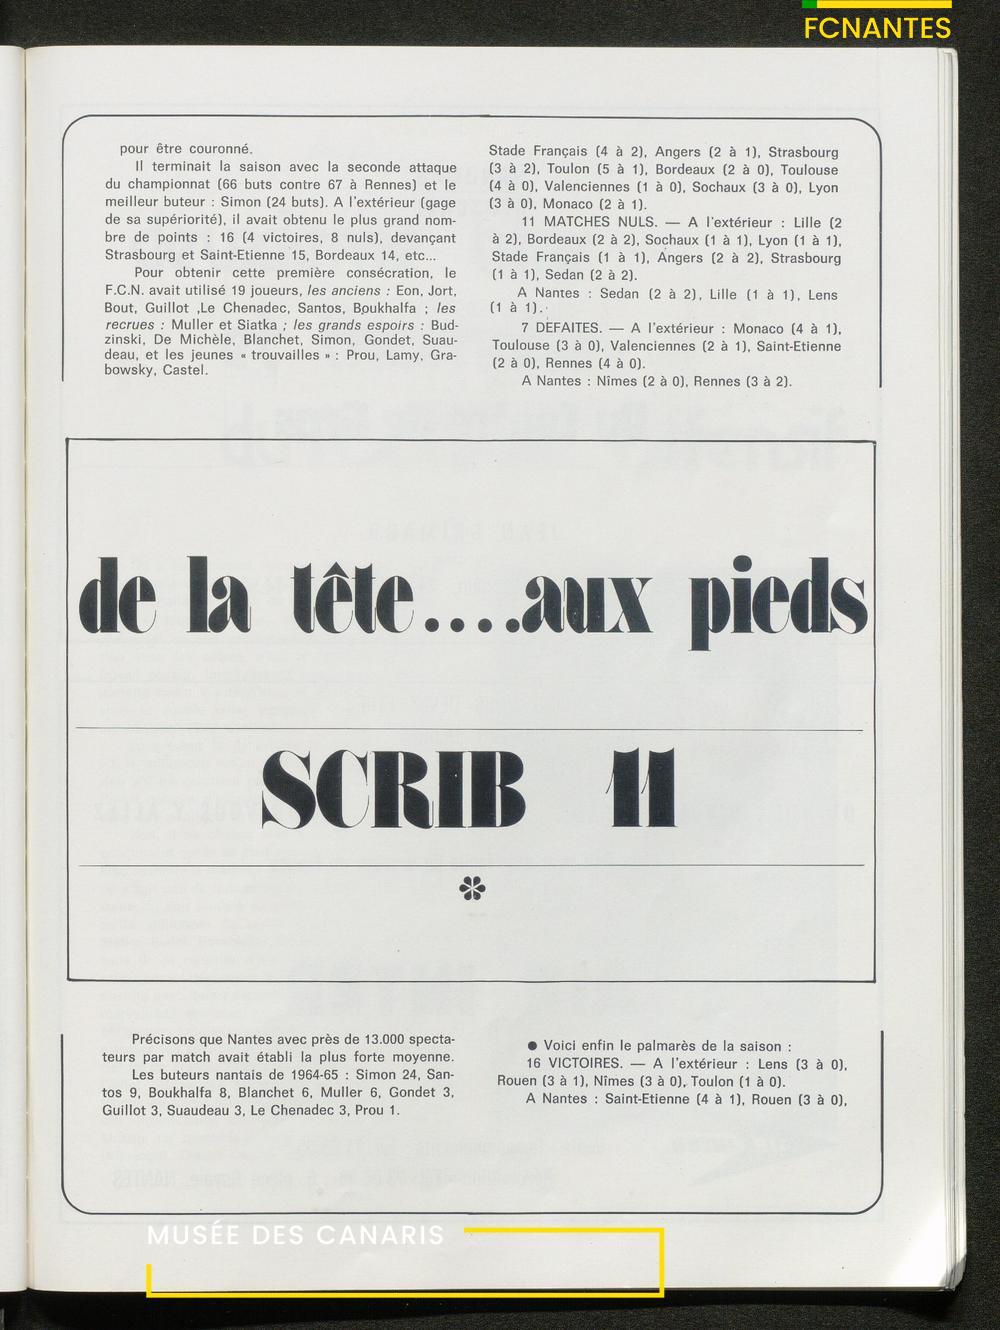 FCNANTES
pour être couronné.
Il terminait la saison avec la seconde attaque
du championnat (66 buts contre 67 à Rennes) et le
meilleur buteur : Simon (24 buts). A l'extérieur (gage
de sa supériorité), il avait obtenu le plus grand nom-
bre de points : 16 (4 victoires, 8 nuls), devançant
Strasbourg et Saint-Etienne 15, Bordeaux 14, etc...
Pour obtenir cette première consécration, le
F.C.N. avait utilisé 19 joueurs, les anciens : Eon, Jort,
Bout, Guillot ,Le Chenadec, Santos, Boukhalfa ; les
recrues : Muller et Siatka ; les grands espoirs : Bud-
zinski, De Michèle, Blanchet, Simon, Gondet, Suau-
deau, et les jeunes « trouvailles » : Prou, Lamy, Gra-
bowsky, Castel.
Stade Français (4 à 2), Angers (2 à 1), Strasbourg
(3 à 2), Toulon (5 à 1), Bordeaux (2 à 0), Toulouse
(4 à 0), Valenciennes (1 à 0), Sochaux (3 à 0), Lyon
(3 à 0), Monaco (2 à 1).
11 MATCHES NULS. — A l'extérieur : Lille (2
à 2), Bordeaux (2 à 2), Sochaux (1 à 1), Lyon (1 à 1),
Stade Français (1 à 1), Angers (2 à 2), Strasbourg
(1 à 1), Sedan (2 à 2).
A Nantes : Sedan (2 à 2), Lille (1 à 1), Lens
(1 à 1).
7 DÉFAITES. — A l'extérieur : Monaco (4 à 1),
Toulouse (3 à 0), Valenciennes (2 à 1), Saint-Etienne
(2 à 0), Rennes (4 à 0).
A Nantes : Nîmes (2 à 0), Rennes (3 à 2).
de la tête....aux pieds
SCRIB 11
Précisons que Nantes avec près de 13.000 specta-
teurs par match avait établi la plus forte moyenne.
Les buteurs nantais de 1964-65 : Simon 24, San-
tos 9, Boukhalfa 8, Blanchet 6, Muller 6, Gondet 3,
Guillot 3, Suaudeau 3, Le Chenadec 3, Prou 1.
● Voici enfin le palmarès de la saison :
16 VICTOIRES. — A l'extérieur : Lens (3 à 0),
Rouen (3 à 1), Nîmes (3 à 0), Toulon (1 à 0).
A Nantes : Saint-Etienne (4 à 1), Rouen (3 à 0),
MUSÉE DES CANARIS